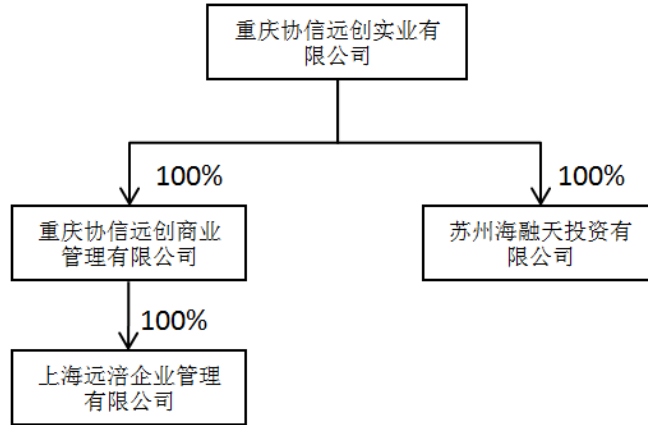 重庆协信远创实业有
限公司
100%
100%
重庆协信远创商业
管理有限公司
苏州海融天投资有
限公司
100%
上海远涪企业管理
有限公司